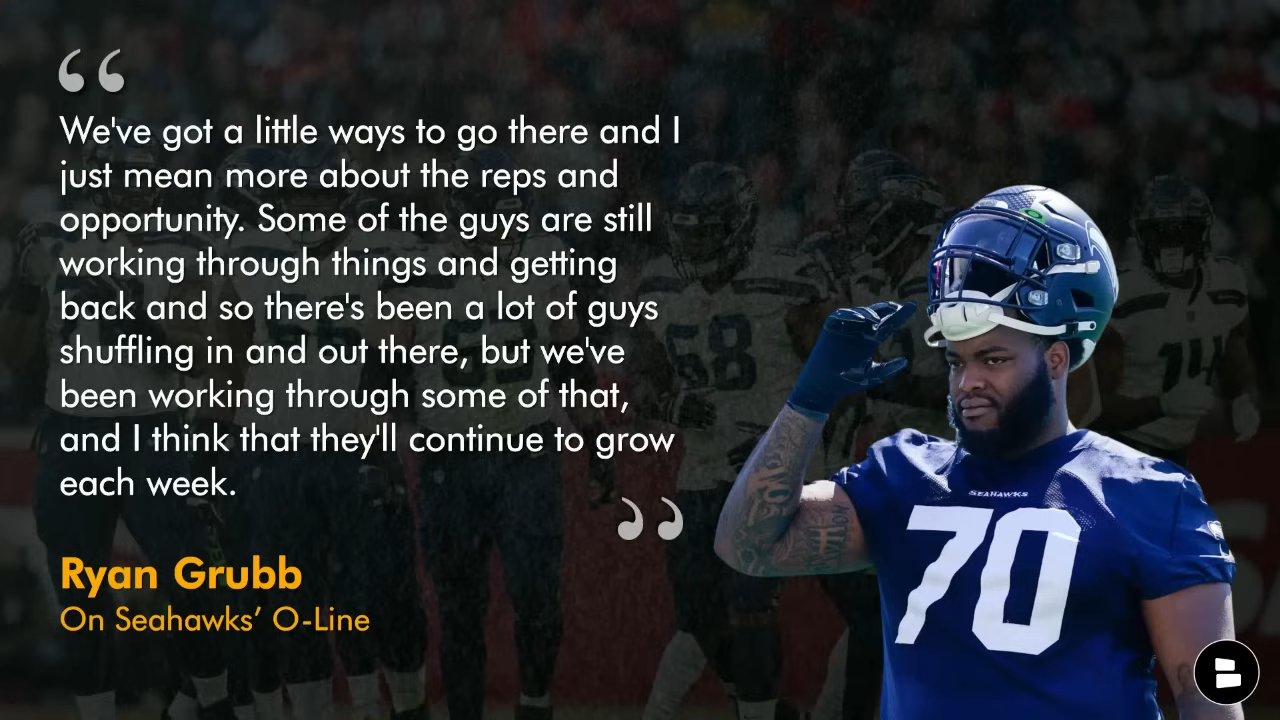 “
We've got a little ways to go there and I
just mean more about the reps and
opportunity. Some of the guys are still
working through things and getting
back and so there's been a lot of guys
shuffling in and out there, but we've
been working through some of that,
and I think that they'll continue to grow
each week.
”
Ryan Grubb
On Seahawks’ O-Line
SEAHAWKS
70
68
14